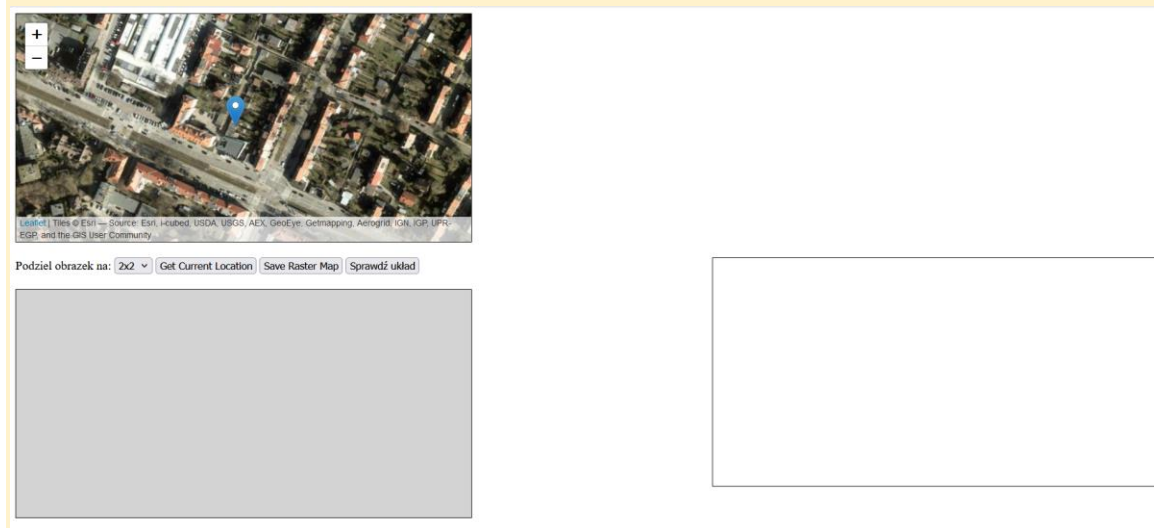 +
−
Leaflet | Tiles © Esri — Source: Esri, i-cubed, USDA, USGS, AEX, GeoEye, Getmapping, Aerogrid, IGN, IGP, UPR-
EGP, and the GIS User Community
Podziel obrazek na: 2x2 Get Current Location Save Raster Map Sprawdź układ